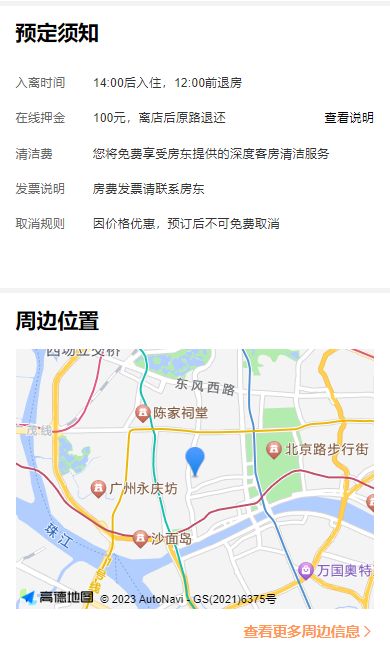 预定须知
入离时间 14:00后入住，12:00前退房
在线押金 100元，离店后原路退还 查看说明
清洁费 您将免费享受房东提供的深度客房清洁服务
发票说明 房费发票请联系房东
取消规则 因价格优惠，预订后不可免费取消
周边位置
东风西路
陈家祠堂
茂线
北京路步行街
广州永庆坊
珠江
沙面岛
万国奥特
号线
高德地图 © 2023 AutoNavi - GS(2021)6375号
查看更多周边信息 >